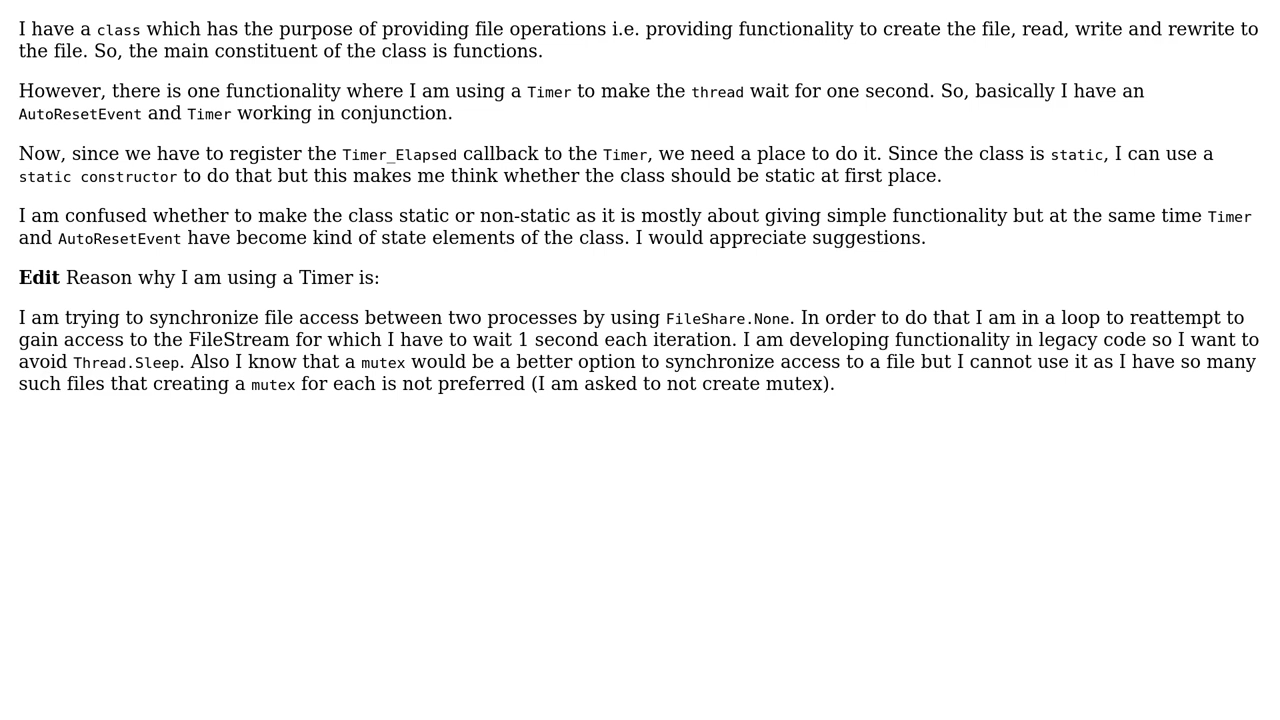 I have a class which has the purpose of providing file operations i.e. providing functionality to create the file, read, write and rewrite to
the file. So, the main constituent of the class is functions.
However, there is one functionality where I am using a Timer to make the thread wait for one second. So, basically I have an
AutoResetEvent and Timer working in conjunction.
Now, since we have to register the Timer_Elapsed callback to the Timer, we need a place to do it. Since the class is static, I can use a
static constructor to do that but this makes me think whether the class should be static at first place.
I am confused whether to make the class static or non-static as it is mostly about giving simple functionality but at the same time Timer
and AutoResetEvent have become kind of state elements of the class. I would appreciate suggestions.
Edit Reason why I am using a Timer is:
I am trying to synchronize file access between two processes by using FileShare.None. In order to do that I am in a loop to reattempt to
gain access to the FileStream for which I have to wait 1 second each iteration. I am developing functionality in legacy code so I want to
avoid Thread.Sleep. Also I know that a mutex would be a better option to synchronize access to a file but I cannot use it as I have so many
such files that creating a mutex for each is not preferred (I am asked to not create mutex).